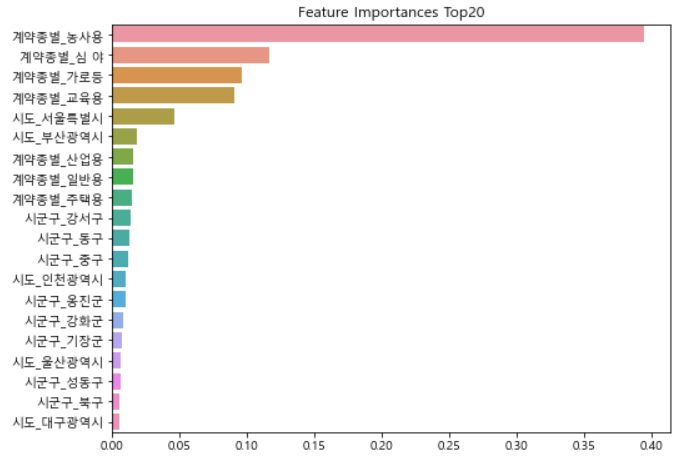 Feature Importances Top20
계약종별_농사용
계약종별_심 야
계약종별_가로등
계약종별_교육용
시도_서울특별시
시도_부산광역시
계약종별_산업용
계약종별_일반용
계약종별_주택용
시군구_강서구
시군구_동구
시군구_중구
시도_인천광역시
시군구_옹진군
시군구_강화군
시군구_기장군
시도_울산광역시
시군구_성동구
시군구_북구
시도_대구광역시
0.00 0.05 0.10 0.15 0.20 0.25 0.30 0.35 0.40